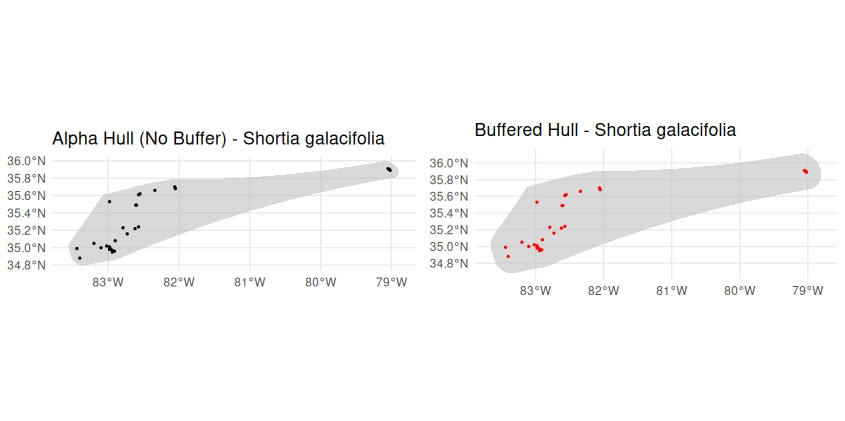 Alpha Hull (No Buffer) - Shortia galacifolia
36.0°N
35.8°N
35.6°N
35.4°N
35.2°N
35.0°N
34.8°N
83°W 82°W 81°W 80°W 79°W
Buffered Hull - Shortia galacifolia
36.0°N
35.8°N
35.6°N
35.4°N
35.2°N
35.0°N
34.8°N
83°W 82°W 81°W 80°W 79°W